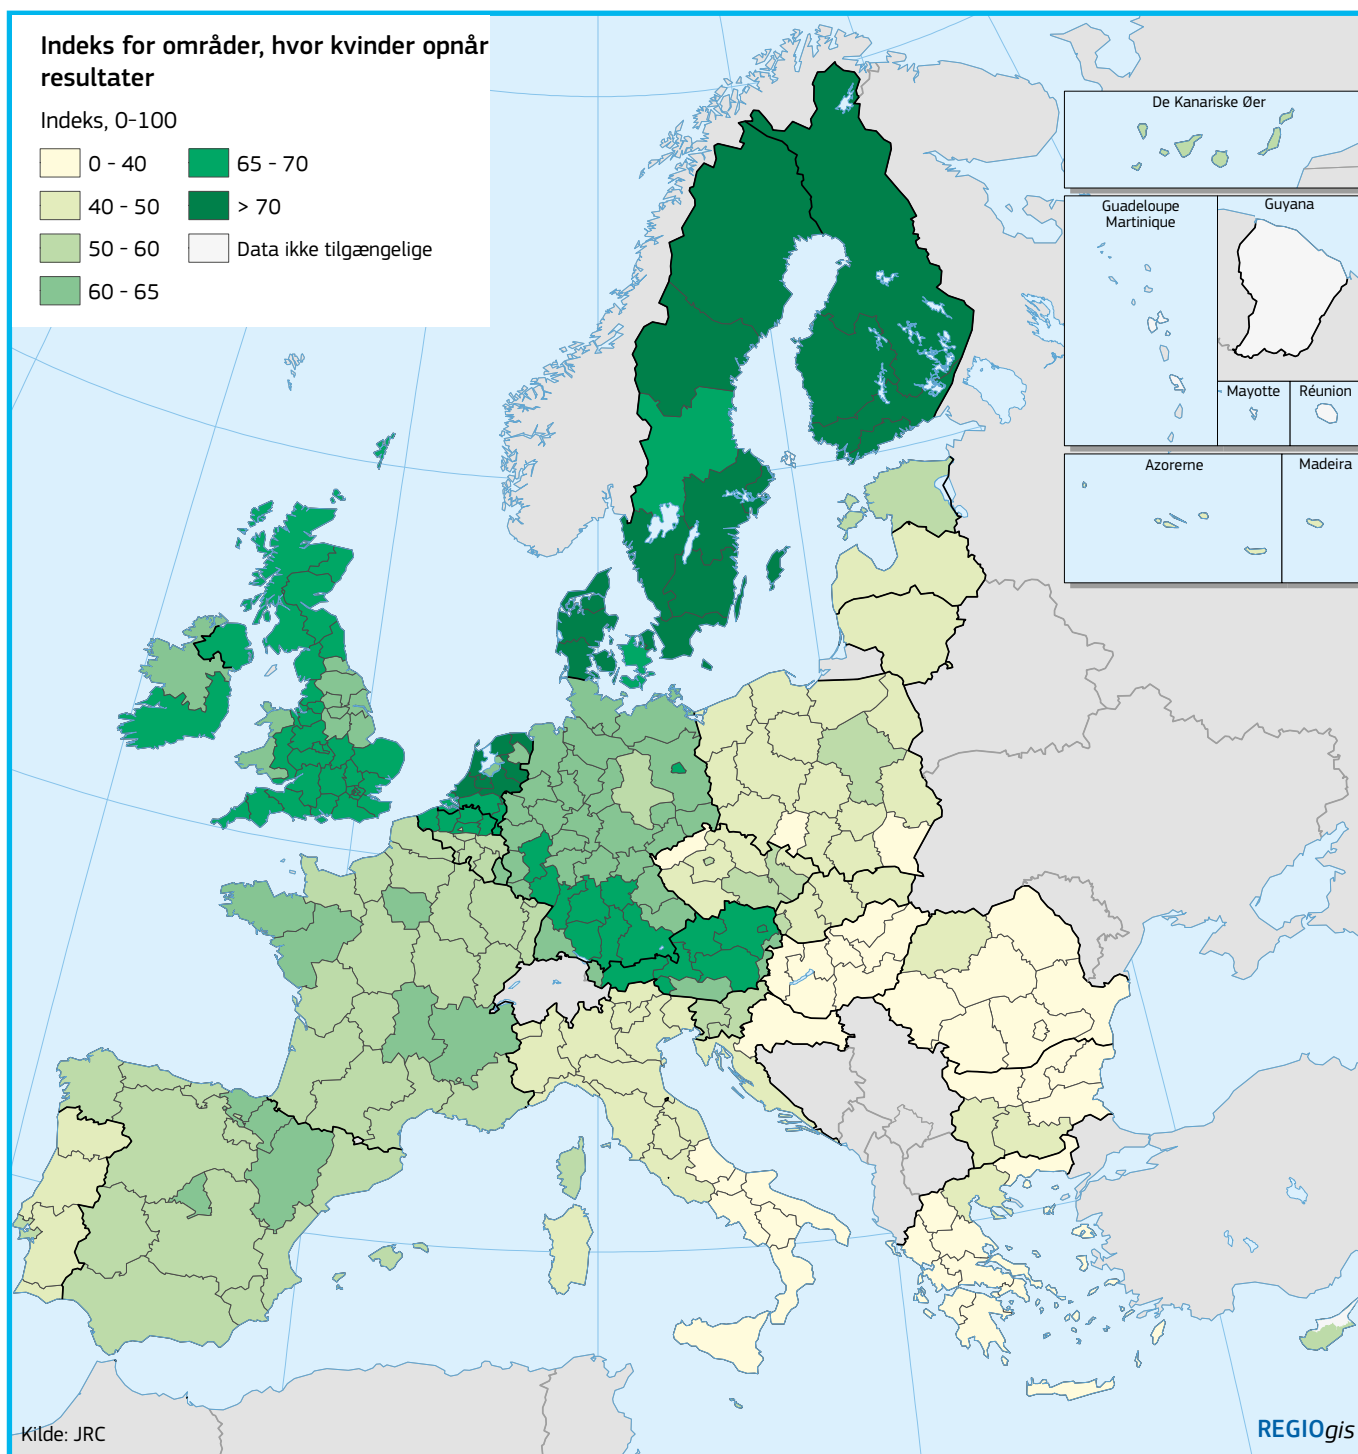 Indeks for områder, hvor kvinder opnår
resultater
Indeks, 0-100
0 - 40
40 - 50
50 - 60
60 - 65
65 - 70
> 70
Data ikke tilgængelige
De Kanariske Øer
Guadeloupe
Martinique
Guyana
Mayotte
Réunion
Azorerne
Madeira
Kilde: JRC
REGIOgis